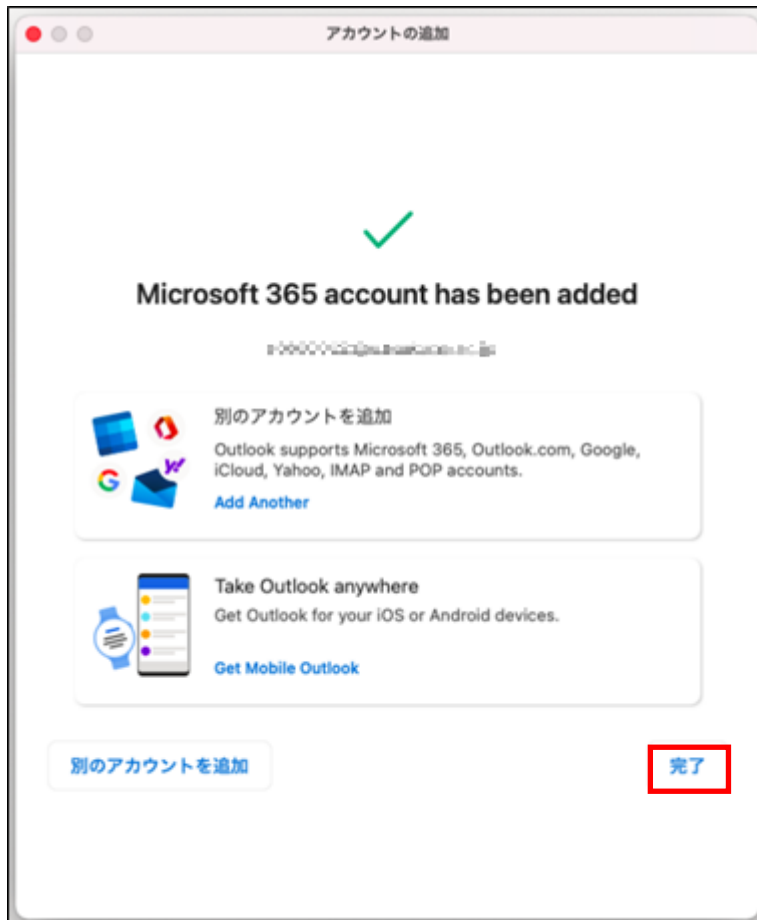 アカウントの追加
Microsoft 365 account has been added
別のアカウントを追加
Outlook supports Microsoft 365, Outlook.com, Google,
iCloud, Yahoo, IMAP and POP accounts.
Add Another
Take Outlook anywhere
Get Outlook for your iOS or Android devices.
Get Mobile Outlook
別のアカウントを追加
完了